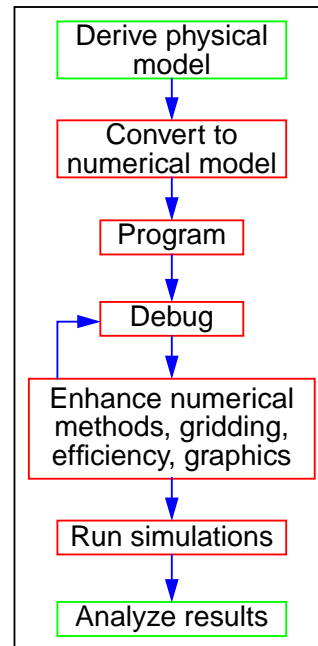 Derive physical
model
Convert to
numerical model
Program
Debug
Enhance numerical
methods, gridding,
efficiency, graphics
Run simulations
Analyze results